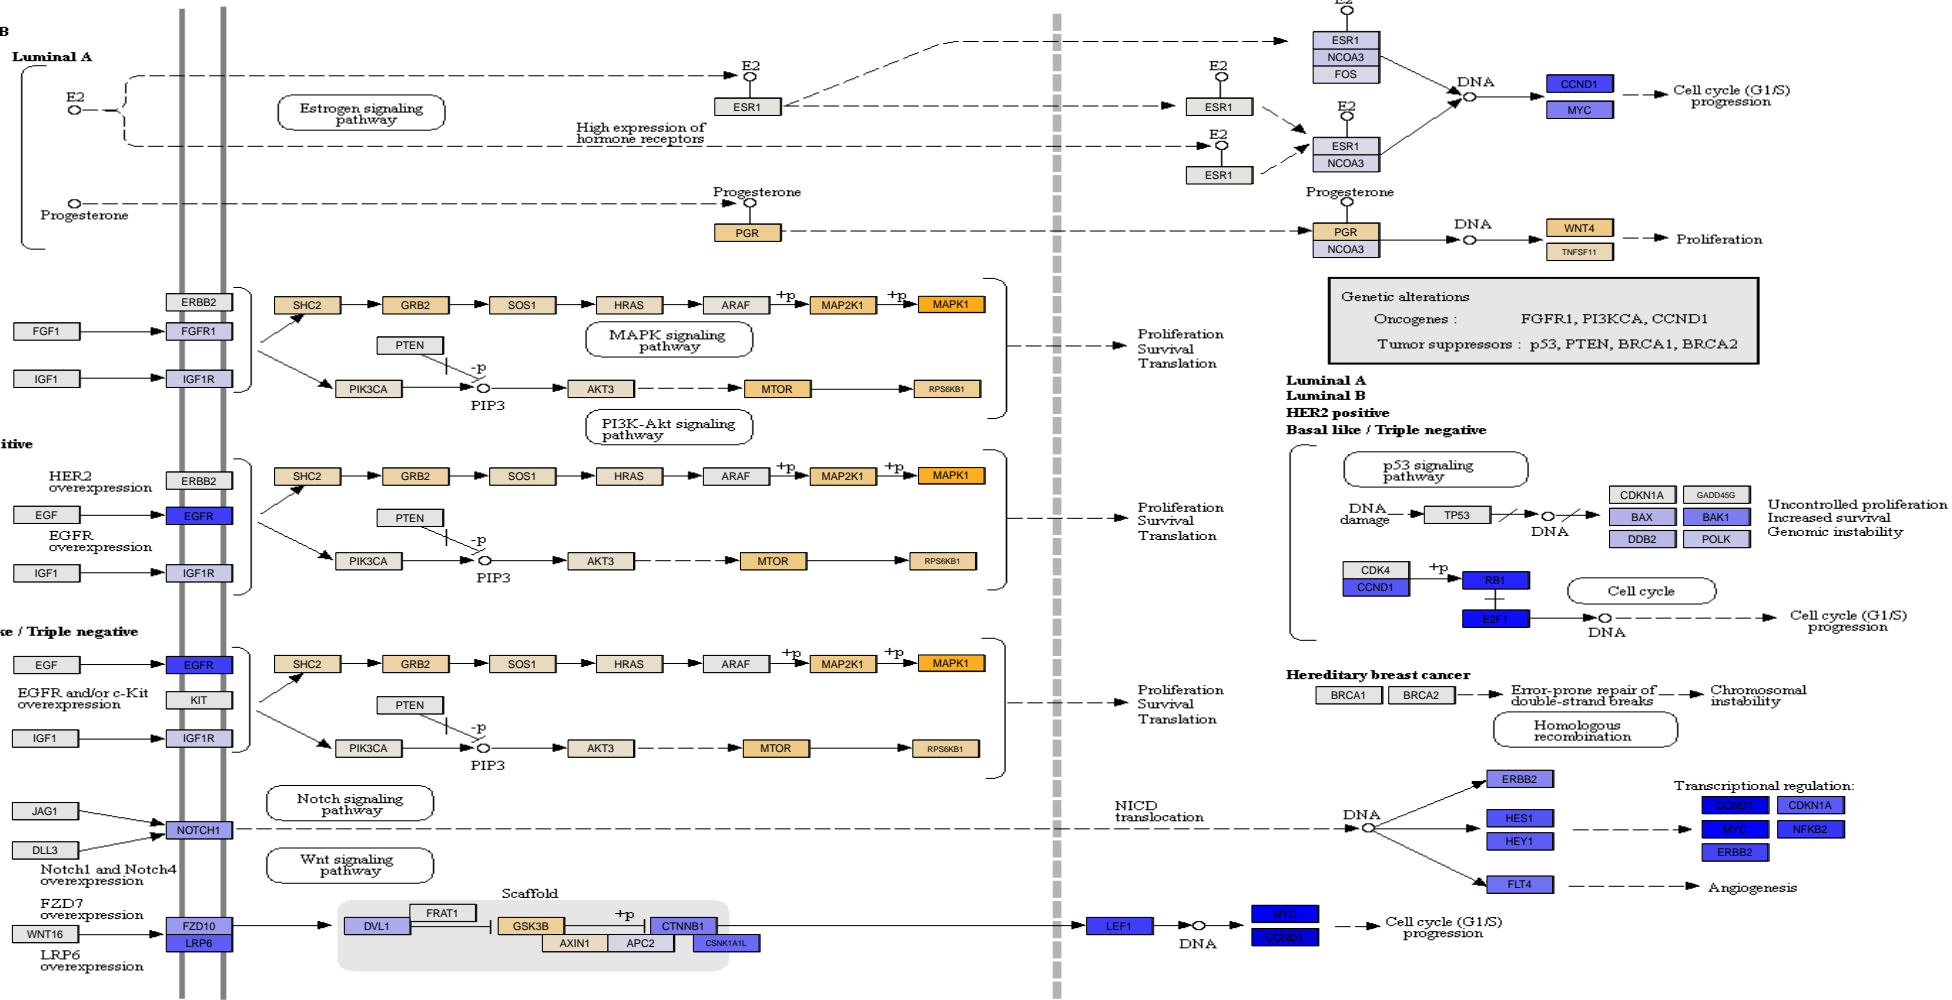 B
Luminal A
E2
E2
Estrogen signaling
pathway
ESR1
High expression of
hormone receptors
E2
ESR1
E2
ESR1
E2
ESR1
NCOA3
FOS
E2
ESR1
NCOA3
DNA
CCND1
MYC
Cell cycle (G1/S)
progression
Progesterone
Progesterone
PGR
Progesterone
PGR
NCOA3
DNA
WNT4
TNFSF11
Proliferation
ERBB2
FGF1
FGFR1
IGF1
IGF1R
SHC2
GRB2
SOS1
HRAS
ARAF
+p
MAP2K1
+p
MAPK1
MAPK signaling
pathway
PTEN
-p
PIK3CA
PIP3
AKT3
MTOR
RPS6KB1
PI3K-Akt signaling
pathway
Proliferation
Survival
Translation
Genetic alterations
Oncogenes : FGFR1, PI3KCA, CCND1
Tumor suppressors : p53, PTEN, BRCA1, BRCA2
itive
HER2
overexpression
ERBB2
EGF
EGFR
EGFR
overexpression
IGF1
IGF1R
SHC2
GRB2
SOS1
HRAS
ARAF
+p
MAP2K1
+p
MAPK1
PTEN
-p
PIK3CA
PIP3
AKT3
MTOR
RPS6KB1
Proliferation
Survival
Translation
Luminal A
Luminal B
HER2 positive
Basal like / Triple negative
p53 signaling
pathway
DNA
damage
TP53
DNA
CDKN1A
GADD45G
BAX
BAK1
DDB2
POLK
Uncontrolled proliferation
Increased survival
Genomic instability
CDK4
CCND1
+p
RB1
E2F1
Cell cycle
DNA
Cell cycle (G1/S)
progression
ke / Triple negative
EGF
EGFR
EGFR and/or c-Kit
overexpression
KIT
IGF1
IGF1R
SHC2
GRB2
SOS1
HRAS
ARAF
+p
MAP2K1
+p
MAPK1
PTEN
-p
PIK3CA
PIP3
AKT3
MTOR
RPS6KB1
Proliferation
Survival
Translation
Hereditary breast cancer
BRCA1
BRCA2
Error-prone repair of
double-strand breaks
Chromosomal
instability
Homologous
recombination
JAG1
DLL3
NOTCH1
Notch1 and Notch4
overexpression
Notch signaling
pathway
NICD
translocation
DNA
ERBB2
HES1
HEY1
FLT4
Transcriptional regulation:
CCND1
CDKN1A
MYC
NFKB2
ERBB2
Angiogenesis
Wnt signaling
pathway
FZD7
overexpression
WNT16
FZD10
LRP6
LRP6
overexpression
Scaffold
DVL1
FRAT1
GSK3B
+p
CTNNB1
AXIN1
APC2
CSNK1A1L
LEF1
DNA
MYC
CCND1
Cell cycle (G1/S)
progression